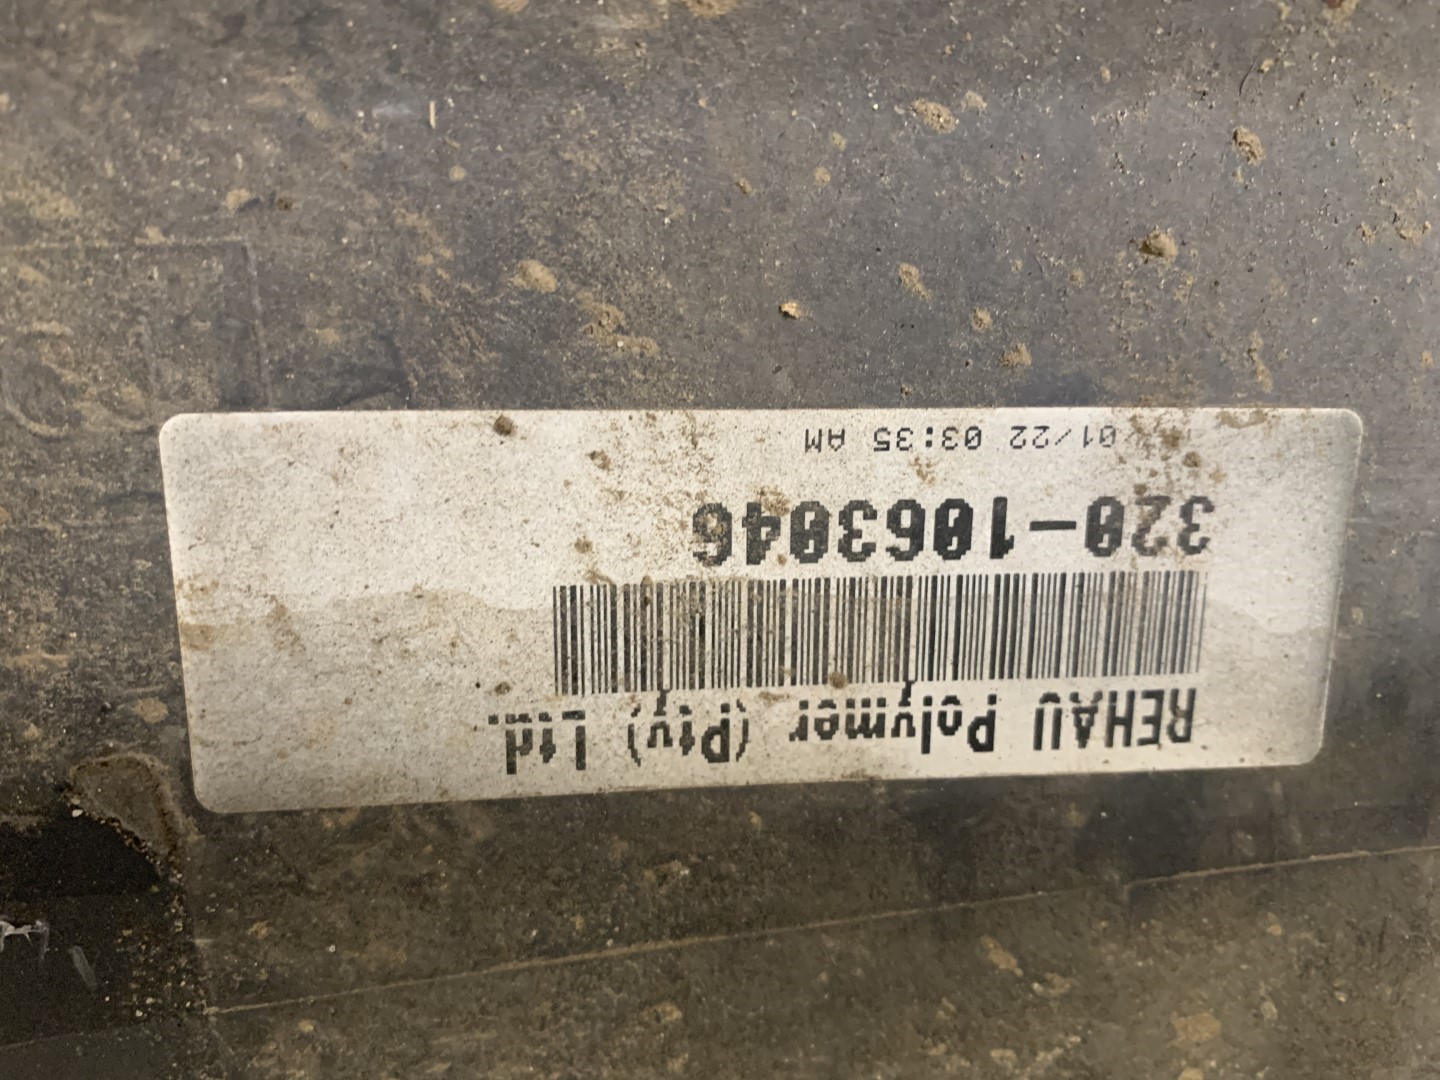 REHAU Polymer (Pty) Ltd.
320-1063046
01/22 03:35 AM